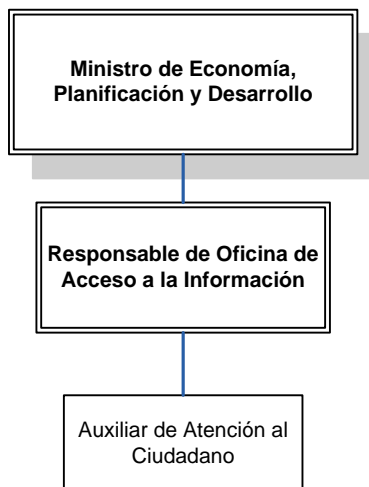 Ministro de Economía,
Planificación y Desarrollo
Responsable de Oficina de
Acceso a la Información
Auxiliar de Atención al
Ciudadano